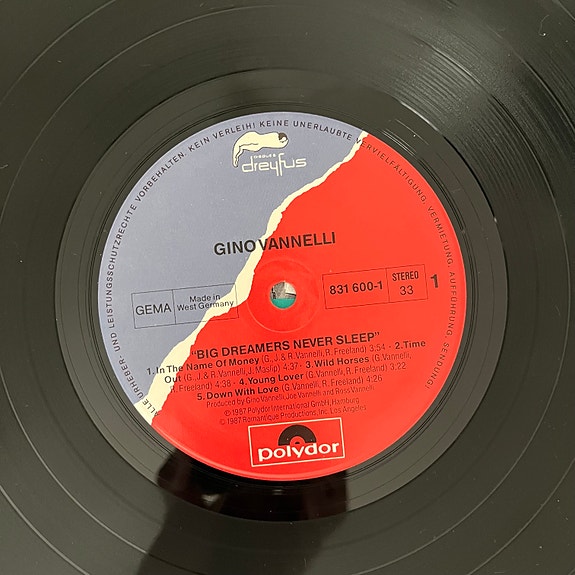 ALLE URHEBER- UND LEISTUNGSSCHUTZRECHTE VORBEHALTEN. KEIN VERLEIH! KEINE UNERLAUBTE VERVIELFÄLTIGUNG, VERMIETUNG, AUFFÜHRUNG, SENDUNG!
dreyfus
GINO VANNELLI
GEMA
Made in
West Germany
831 600-1
STEREO
33
1
"BIG DREAMERS NEVER SLEEP"
1. In The Name Of Money (G., J. & R. Vannelli, R. Freeland) 3:54 - 2. Time
Out (G., J. & R. Vannelli, J. Maslip) 4:37 - 3. Wild Horses (G. Vannelli,
R. Freeland) 4:38 - 4. Young Lover (G. Vannelli, R. Freeland) 3:22
5. Down With Love (G. Vannelli, R. Freeland) 4:26
Produced by Gino Vannelli, Joe Vannelli and Ross Vannelli.
℗ 1987 Polydor International GmbH, Hamburg
© 1987 Romantique Productions, Inc. Los Angeles
polydor